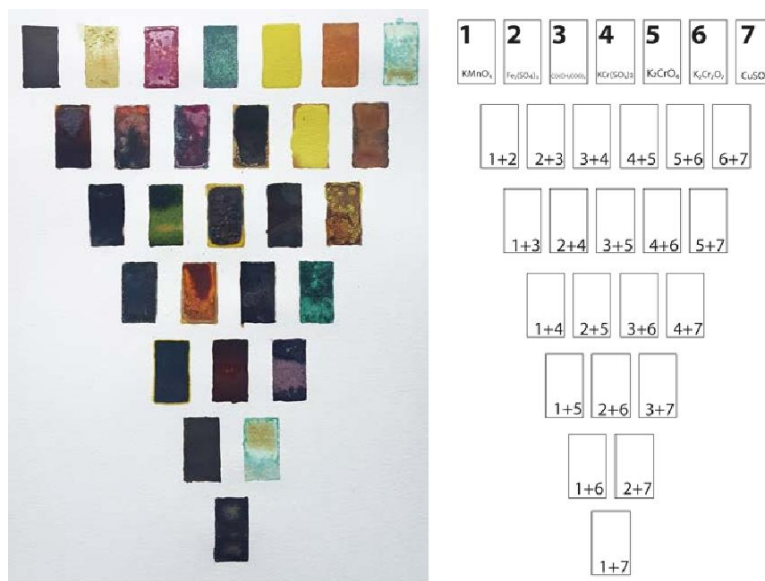 1 2 3 4 5 6 7
KMnO₄ Fe₂(SO₄)₃ KCr(SO₄)₂ K₂CrO₄ CuSO
1+2 2+3 3+4 4+5 5+6 6+7
1+3 2+4 3+5 4+6 5+7
1+4 2+5 3+6 4+7
1+5 2+6 3+7
1+6 2+7
1+7